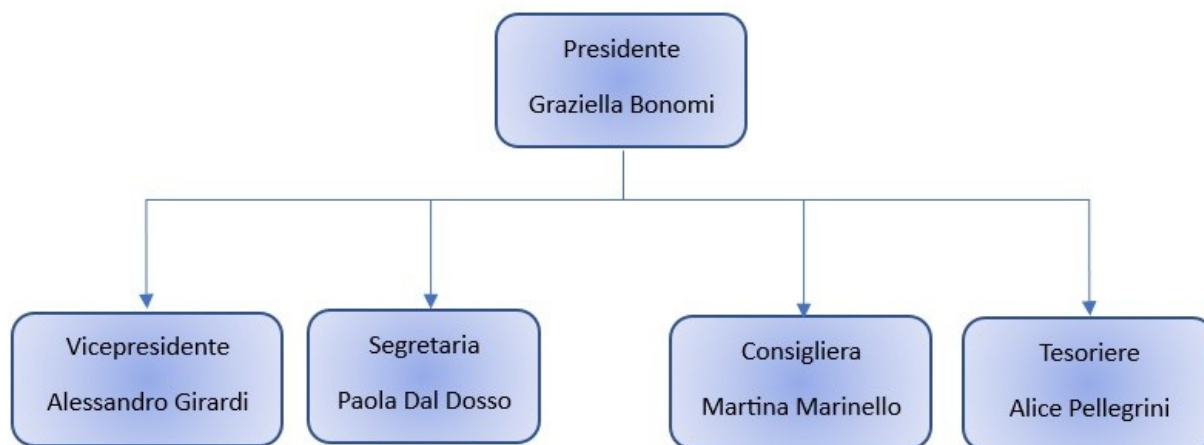 Presidente
Graziella Bonomi
Vicepresidente
Alessandro Girardi
Segretaria
Paola Dal Dosso
Consigliera
Martina Marinello
Tesoriere
Alice Pellegrini